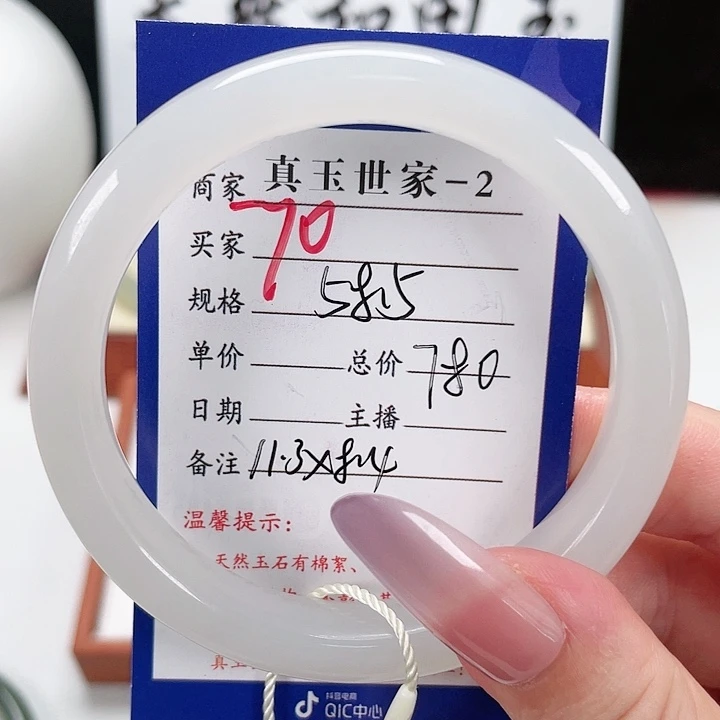 商家 真玉世家-2
买家 70
规格 58.5
单价 总价 780
日期 主播
备注 11.3×8.4
温馨提示:
天然玉石有棉絮、
抖音电商
QIC中心